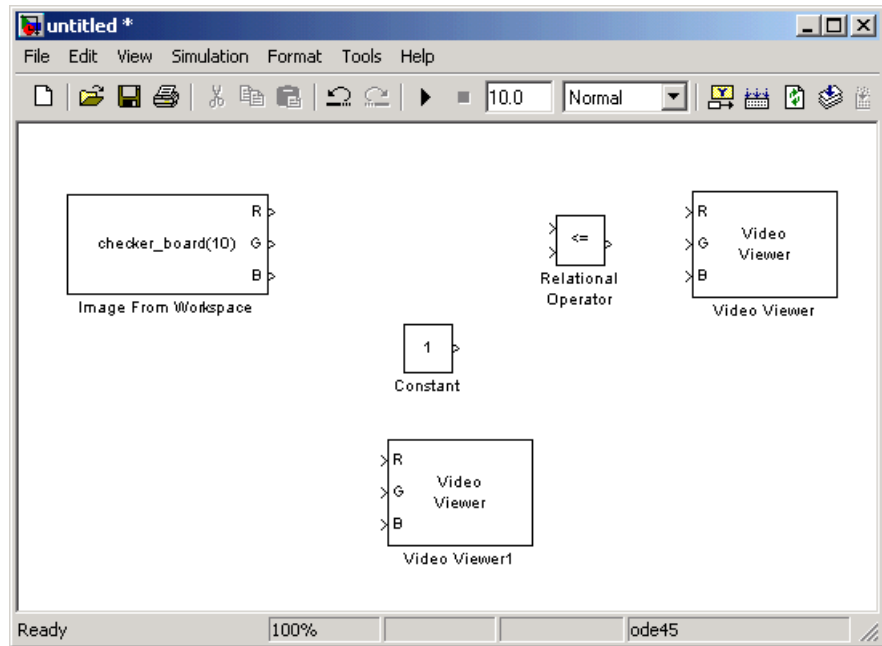 untitled *
File Edit View Simulation Format Tools Help
10.0 Normal
R
checker_board(10) G
B
Image From Workspace
<=
Relational
Operator
R
G
B
Video
Viewer
Video Viewer
1
Constant
R
G
B
Video
Viewer
Video Viewer1
Ready 100% ode45